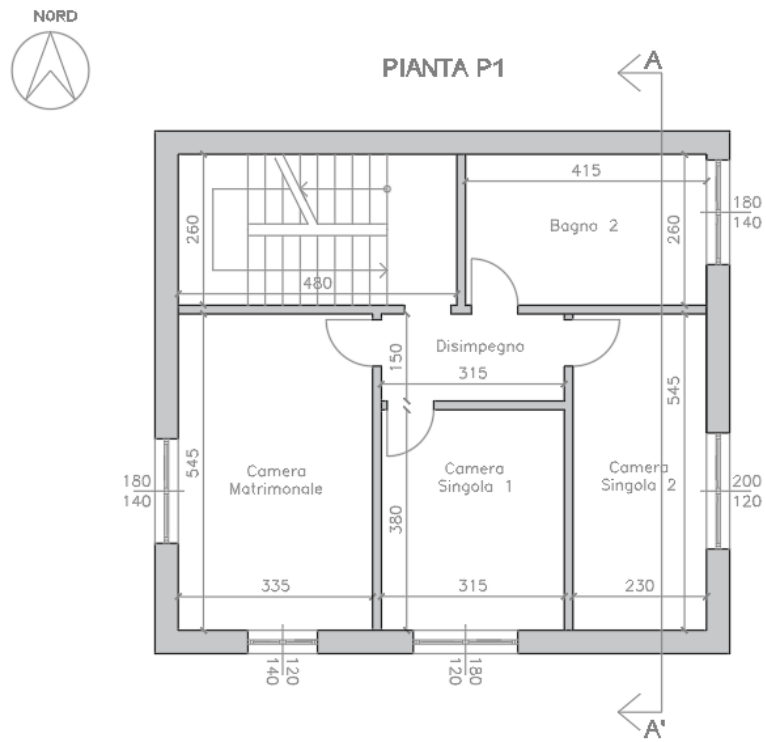 NORD
PIANTA P1
A
415
180
140
260
Bagno 2
260
480
Disimpegno
150
315
545
545
Camera
Matrimonale
Camera
Singola 1
Camera
Singola 2
180
140
200
120
380
335
315
230
120
140
180
120
A'